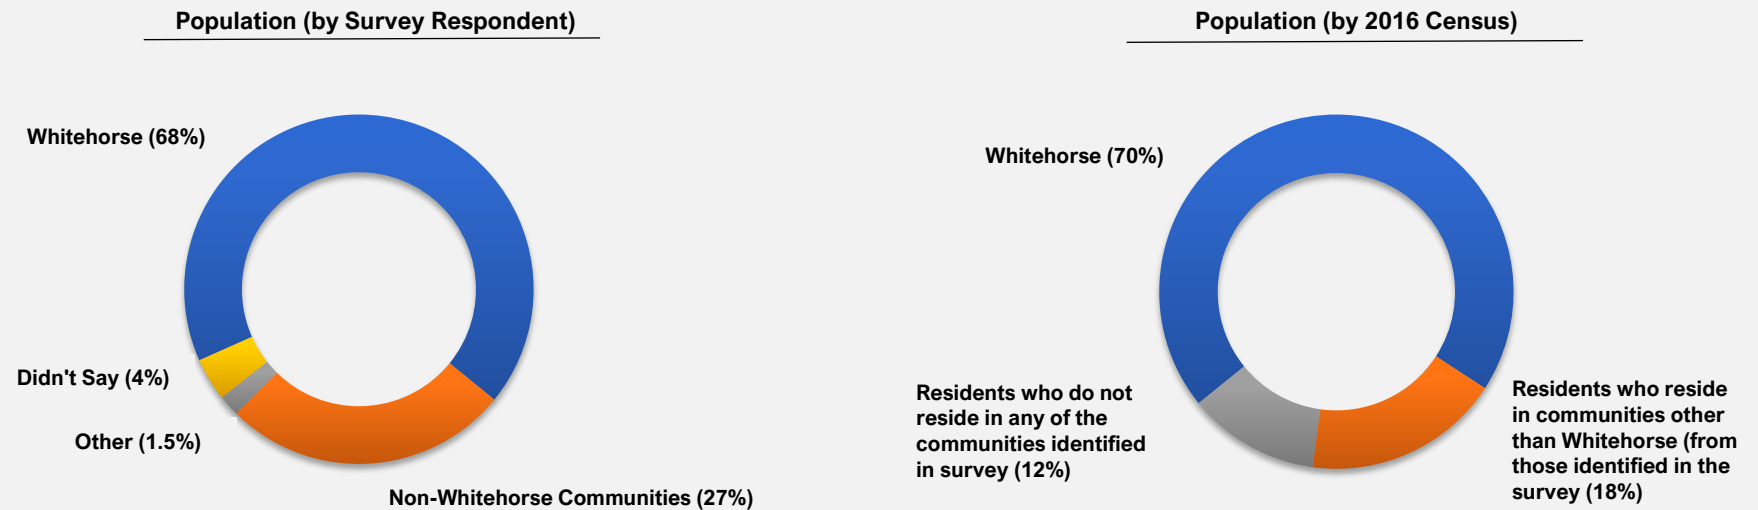 Population (by Survey Respondent)
Whitehorse (68%)
Didn't Say (4%)
Other (1.5%)
Non-Whitehorse Communities (27%)
Population (by 2016 Census)
Whitehorse (70%)
Residents who do not
reside in any of the
communities identified
in survey (12%)
Residents who reside
in communities other
than Whitehorse (from
those identified in the
survey (18%)